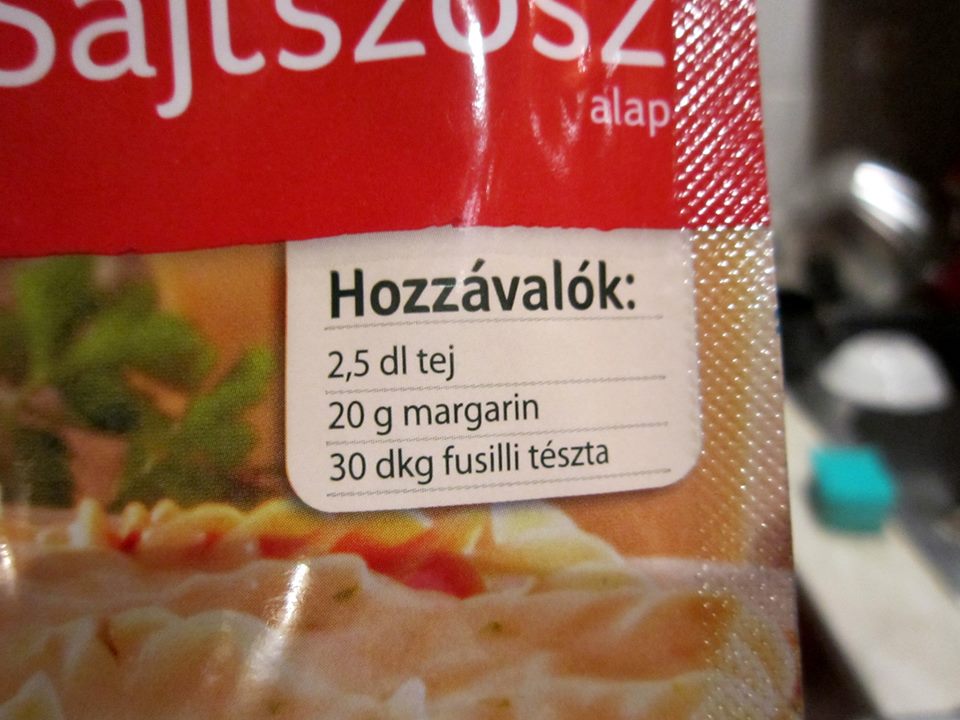 Sajtszósz
alap
Hozzávalók:
2,5 dl tej
20 g margarin
30 dkg fusilli tészta